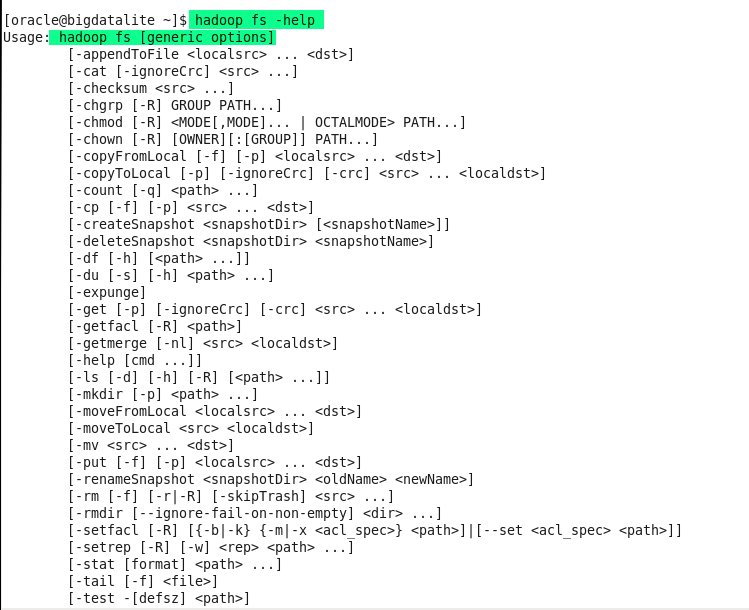 [oracle@bigdatalite ~]$ hadoop fs -help
Usage: hadoop fs [generic options]
[-appendToFile <localsrc> ... <dst>]
[-cat [-ignoreCrc] <src> ...]
[-checksum <src> ...]
[-chgrp [-R] GROUP PATH...]
[-chmod [-R] <MODE[,MODE]... | OCTALMODE> PATH...]
[-chown [-R] [OWNER][:[GROUP]] PATH...]
[-copyFromLocal [-f] [-p] <localsrc> ... <dst>]
[-copyToLocal [-p] [-ignoreCrc] [-crc] <src> ... <localdst>]
[-count [-q] <path> ...]
[-cp [-f] [-p] <src> ... <dst>]
[-createSnapshot <snapshotDir> [<snapshotName>]]
[-deleteSnapshot <snapshotDir> <snapshotName>]
[-df [-h] [<path> ...]]
[-du [-s] [-h] <path> ...]
[-expunge]
[-get [-p] [-ignoreCrc] [-crc] <src> ... <localdst>]
[-getfacl [-R] <path>]
[-getmerge [-nl] <src> <localdst>]
[-help [cmd ...]]
[-ls [-d] [-h] [-R] [<path> ...]]
[-mkdir [-p] <path> ...]
[-moveFromLocal <localsrc> ... <dst>]
[-moveToLocal <src> <localdst>]
[-mv <src> ... <dst>]
[-put [-f] [-p] <localsrc> ... <dst>]
[-renameSnapshot <snapshotDir> <oldName> <newName>]
[-rm [-f] [-r|-R] [-skipTrash] <src> ...]
[-rmdir [--ignore-fail-on-non-empty] <dir> ...]
[-setfacl [-R] [{-b|-k} {-m|-x <acl_spec>} <path>]|[--set <acl_spec> <path>]]
[-setrep [-R] [-w] <rep> <path> ...]
[-stat [format] <path> ...]
[-tail [-f] <file>]
[-test -[defsz] <path>]